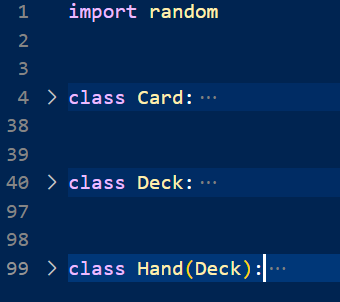 1 import random
2
3
4 > class Card: ···
38
39
40 > class Deck: ···
97
98
99 > class Hand(Deck): ···